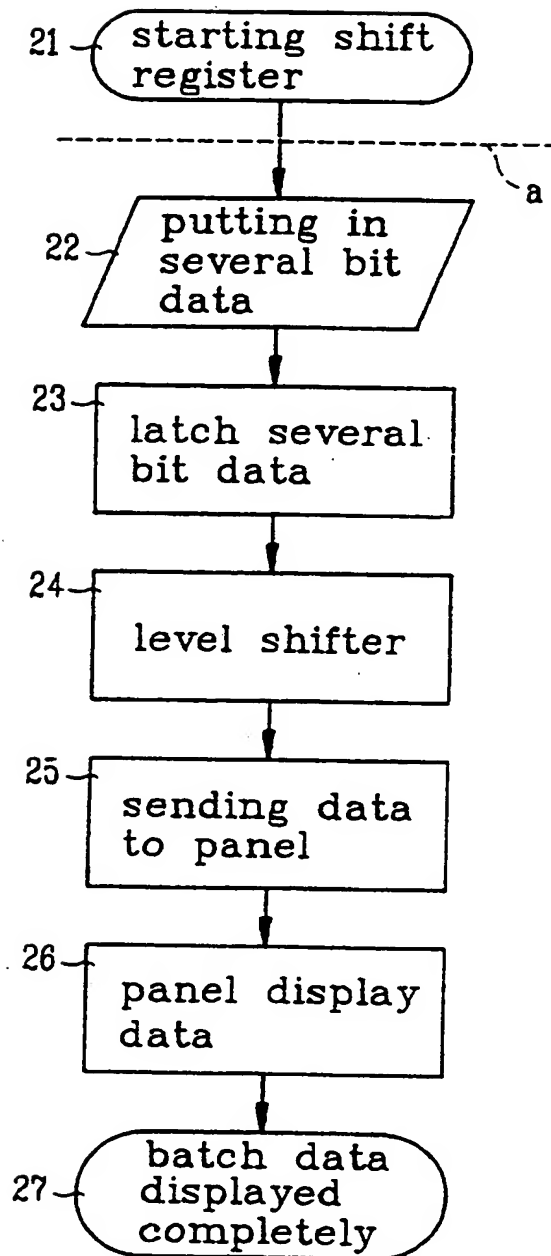 21
starting shift
register
a
22
putting in
several bit
data
23
latch several
bit data
24
level shifter
25
sending data
to panel
26
panel display
data
27
batch data
displayed
completely